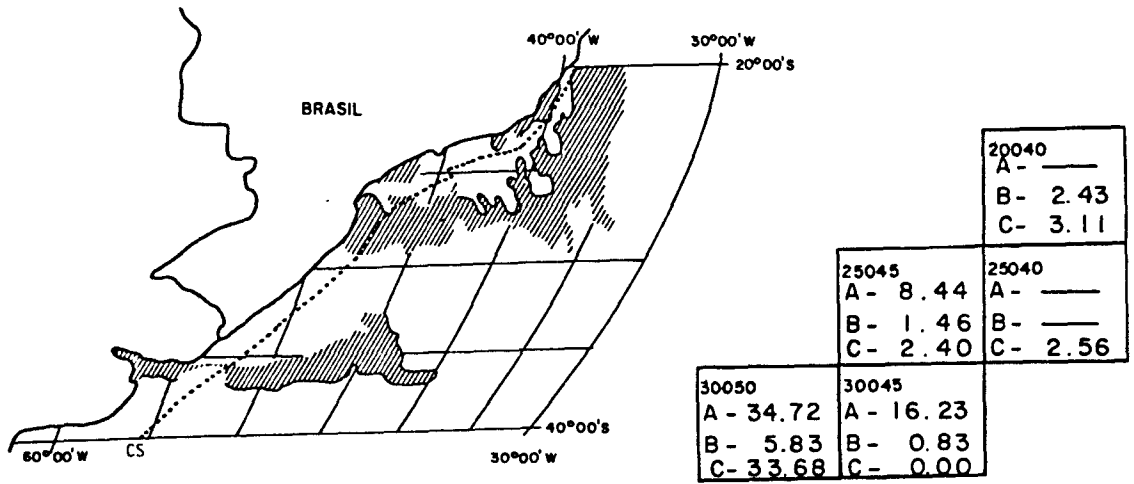 40°00'W
30°00'W
20°00's
BRASIL
20040
A- ——
B- 2.43
C- 3.11
25045
A- 8.44
B- 1.46
C- 2.40
25040
A- ——
B- ——
C- 2.56
30050
A- 34.72
B- 5.83
C- 33.68
30045
A- 16.23
B- 0.83
C- 0.00
40°00's
60°00'W
CS
30°00'W